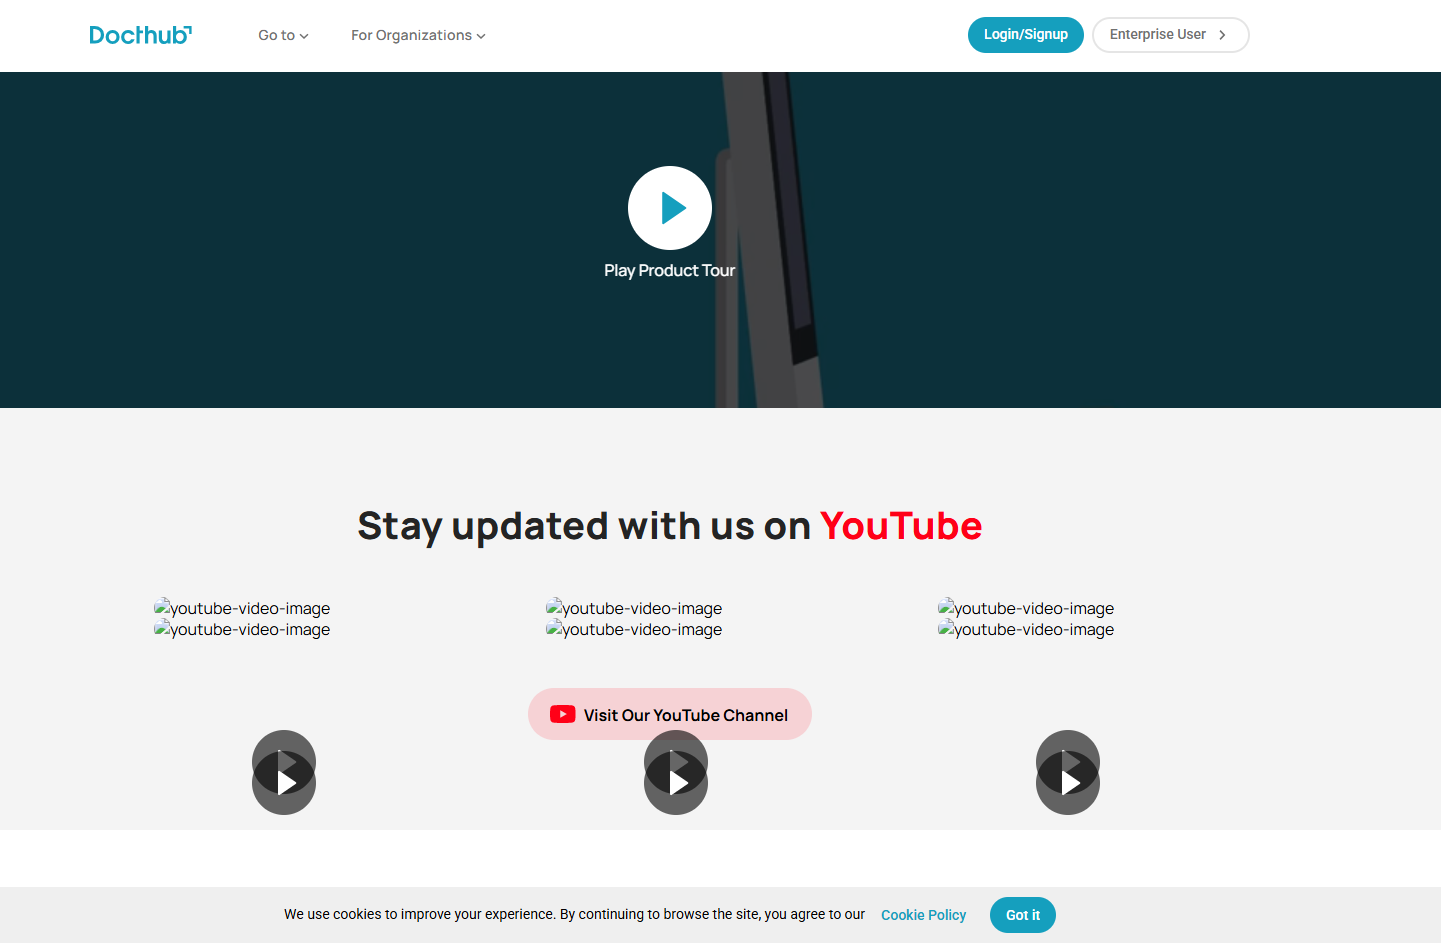 Docthub
Go to
For Organizations
Login/Signup
Enterprise User
Play Product Tour
Stay updated with us on YouTube
youtube-video-image
youtube-video-image
youtube-video-image
youtube-video-image
youtube-video-image
youtube-video-image
Visit Our YouTube Channel
We use cookies to improve your experience. By continuing to browse the site, you agree to our Cookie Policy
Got it